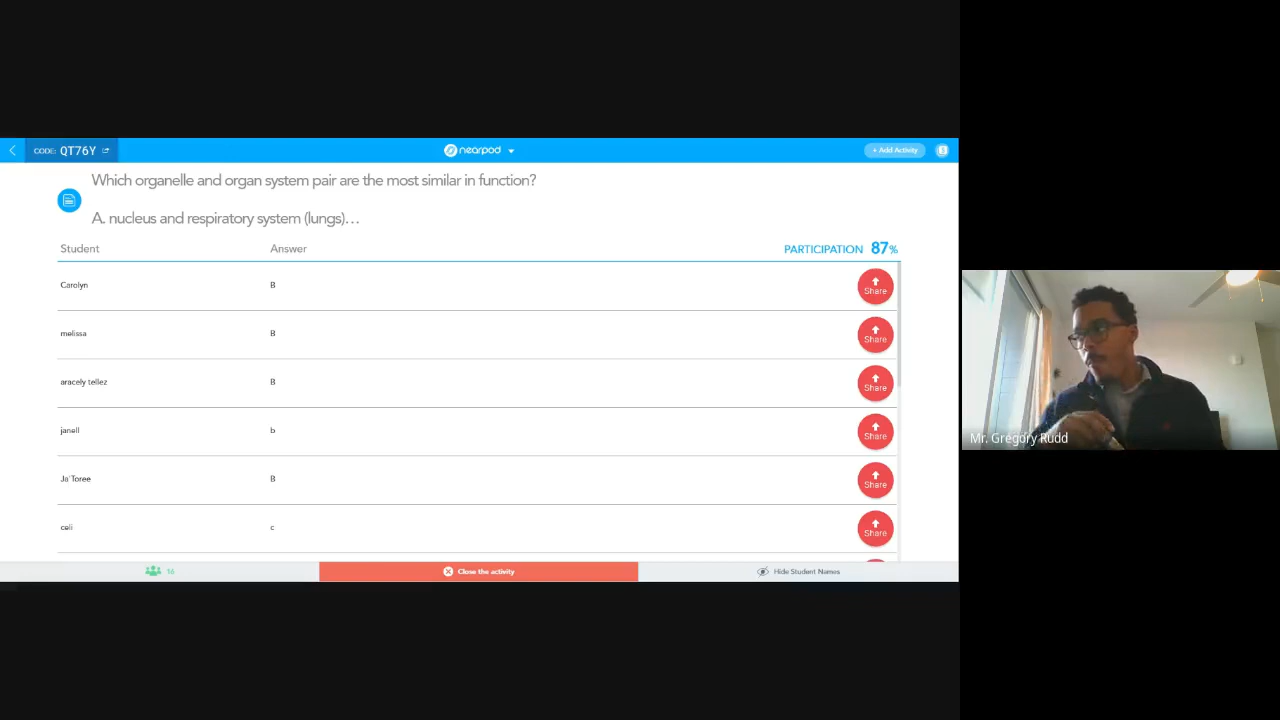 CODE: QT76Y
nearpod
+ Add Activity
Which organelle and organ system pair are the most similar in function?
A. nucleus and respiratory system (lungs)...
Student Answer PARTICIPATION 87%
Carolyn B Share
melissa B Share
aracely tellez B Share
janell b Share
Ja'Toree B Share
celi c Share
16 Close the activity Hide Student Names
Mr. Gregory Rudd